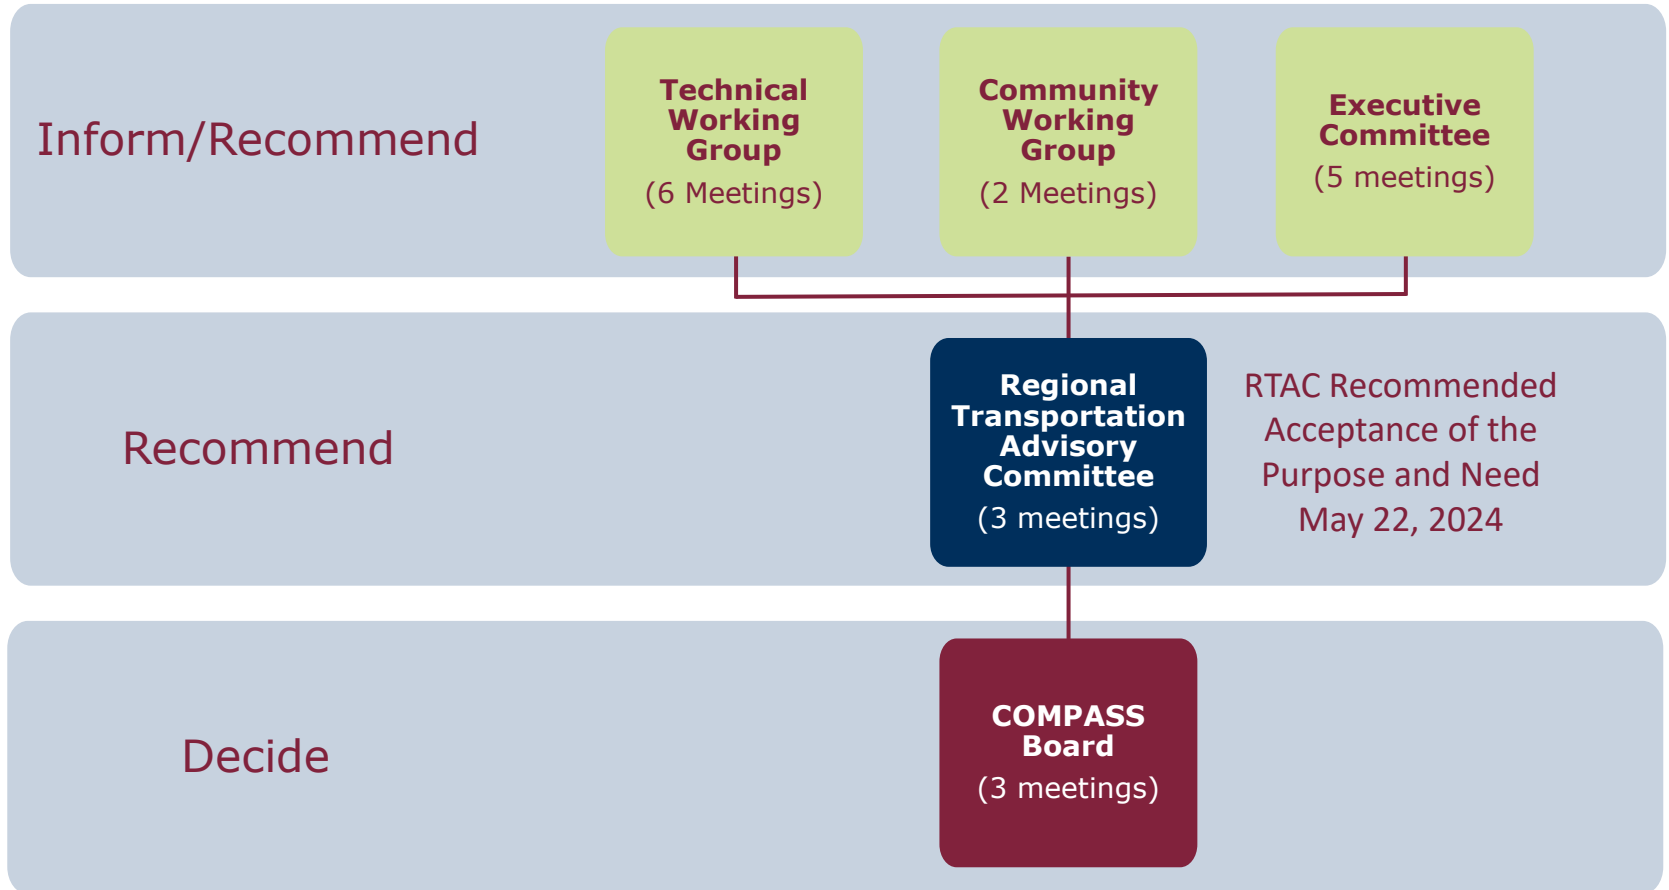 Inform/Recommend
Technical
Working
Group
(6 Meetings)
Community
Working
Group
(2 Meetings)
Executive
Committee
(5 meetings)
Recommend
Regional
Transportation
Advisory
Committee
(3 meetings)
RTAC Recommended
Acceptance of the
Purpose and Need
May 22, 2024
Decide
COMPASS
Board
(3 meetings)